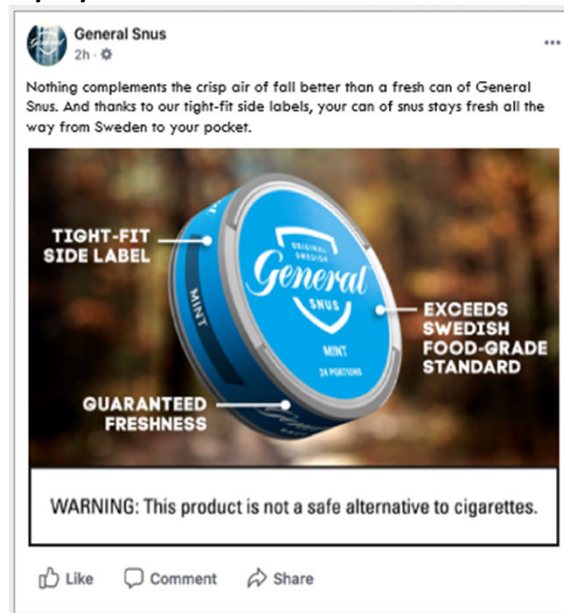 General Snus
2h
Nothing complements the crisp air of fall better than a fresh can of General
Snus. And thanks to our tight-fit side labels, your can of snus stays fresh all the
way from Sweden to your pocket.
TIGHT-FIT
SIDE LABEL
MINT
ORIGINAL
SWEDISH
General
SNUS
MINT
24 PORTIONS
EXCEEDS
SWEDISH
FOOD-GRADE
STANDARD
GUARANTEED
FRESHNESS
WARNING: This product is not a safe alternative to cigarettes.
Like
Comment
Share